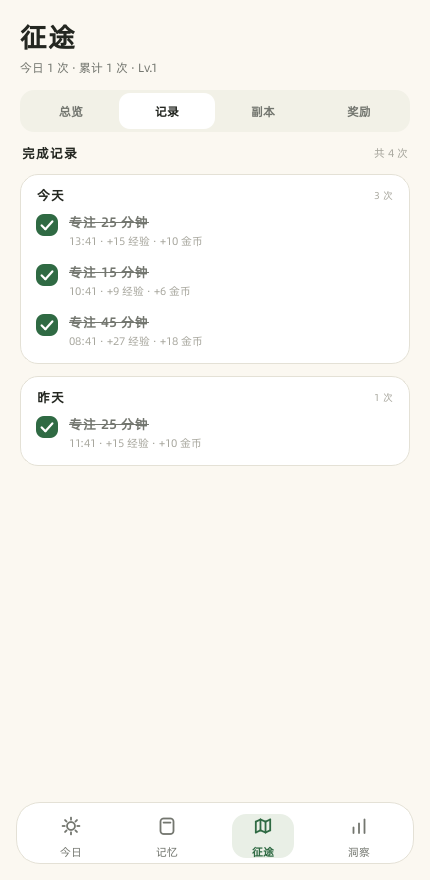 征途
今日 1 次 · 累计 1 次 · Lv.1
总览 记录 副本 奖励
完成记录 共 4 次
今天 3 次
专注 25 分钟
13:41 · +15 经验 · +10 金币
专注 15 分钟
10:41 · +9 经验 · +6 金币
专注 45 分钟
08:41 · +27 经验 · +18 金币
昨天 1 次
专注 25 分钟
11:41 · +15 经验 · +10 金币
今日 记忆 征途 洞察